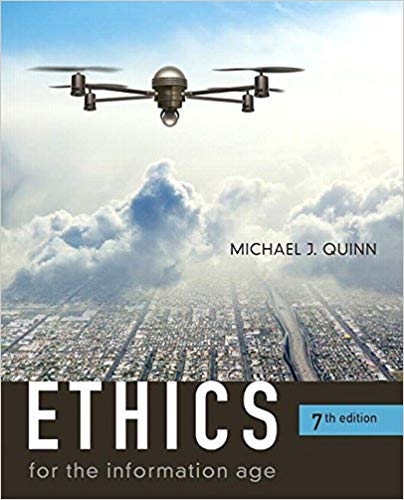 MICHAEL J. QUINN
ETHICS
7th edition
for the information age